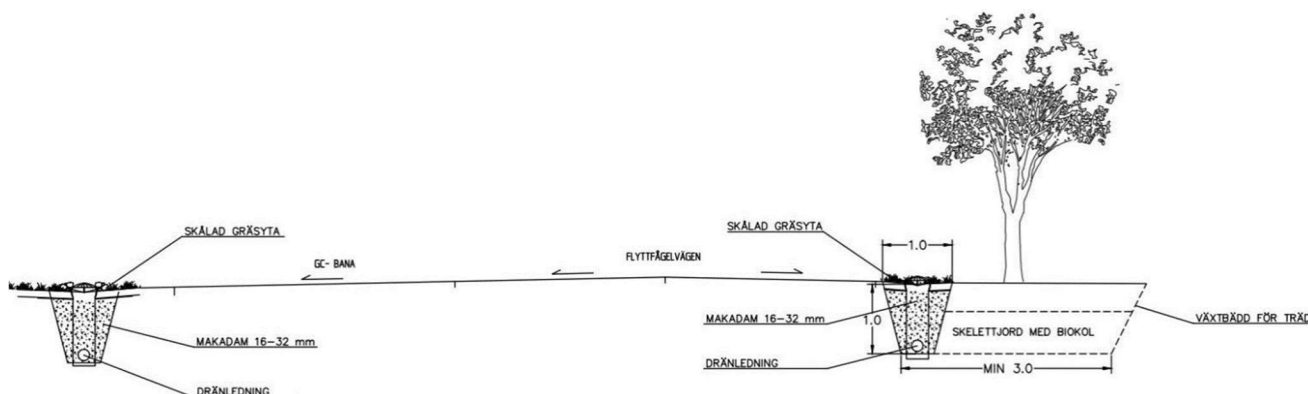 SKÅLAD GRÄSYTA
GC- BANA
MAKADAM 16-32 mm
DRÄNLEDNING
FLYTTFÅGELVÄGEN
SKÅLAD GRÄSYTA
1.0
MAKADAM 16-32 mm
1.0
DRÄNLEDNING
SKELETTJORD MED BIOKOL
MIN 3.0
VÄXTBÄDD FÖR TRÄD